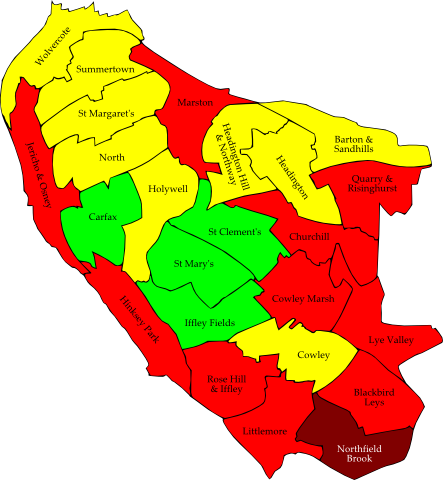 Wolvercote
Summertown
Marston
St Margaret's
Barton &
Sandhills
Headington Hill
& Northway
North
Headington
Jericho & Osney
Quarry &
Risinghurst
Holywell
Carfax
St Clement's
Churchill
St Mary's
Cowley Marsh
Hinksey Park
Iffley Fields
Lye Valley
Cowley
Rose Hill
& Iffley
Blackbird
Leys
Littlemore
Northfield
Brook